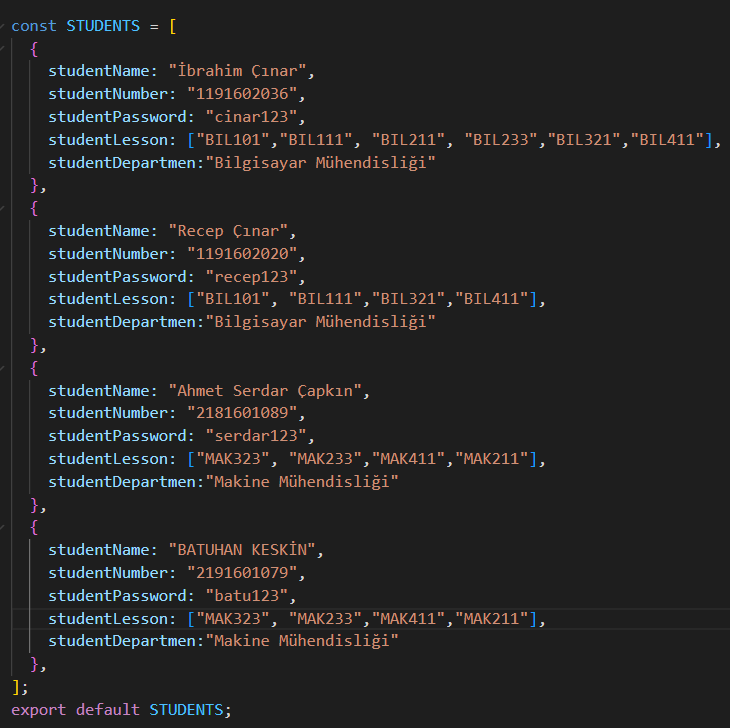 const STUDENTS = [
{
studentName: "İbrahim Çınar",
studentNumber: "1191602036",
studentPassword: "cinar123",
studentLesson: ["BIL101","BIL111", "BIL211", "BIL233","BIL321","BIL411"],
studentDepartmen:"Bilgisayar Mühendisliği"
},
{
studentName: "Recep Çınar",
studentNumber: "1191602020",
studentPassword: "recep123",
studentLesson: ["BIL101", "BIL111","BIL321","BIL411"],
studentDepartmen:"Bilgisayar Mühendisliği"
},
{
studentName: "Ahmet Serdar Çapkın",
studentNumber: "2181601089",
studentPassword: "serdar123",
studentLesson: ["MAK323", "MAK233","MAK411","MAK211"],
studentDepartmen:"Makine Mühendisliği"
},
{
studentName: "BATUHAN KESKİN",
studentNumber: "2191601079",
studentPassword: "batu123",
studentLesson: ["MAK323", "MAK233","MAK411","MAK211"],
studentDepartmen:"Makine Mühendisliği"
},
];
export default STUDENTS;